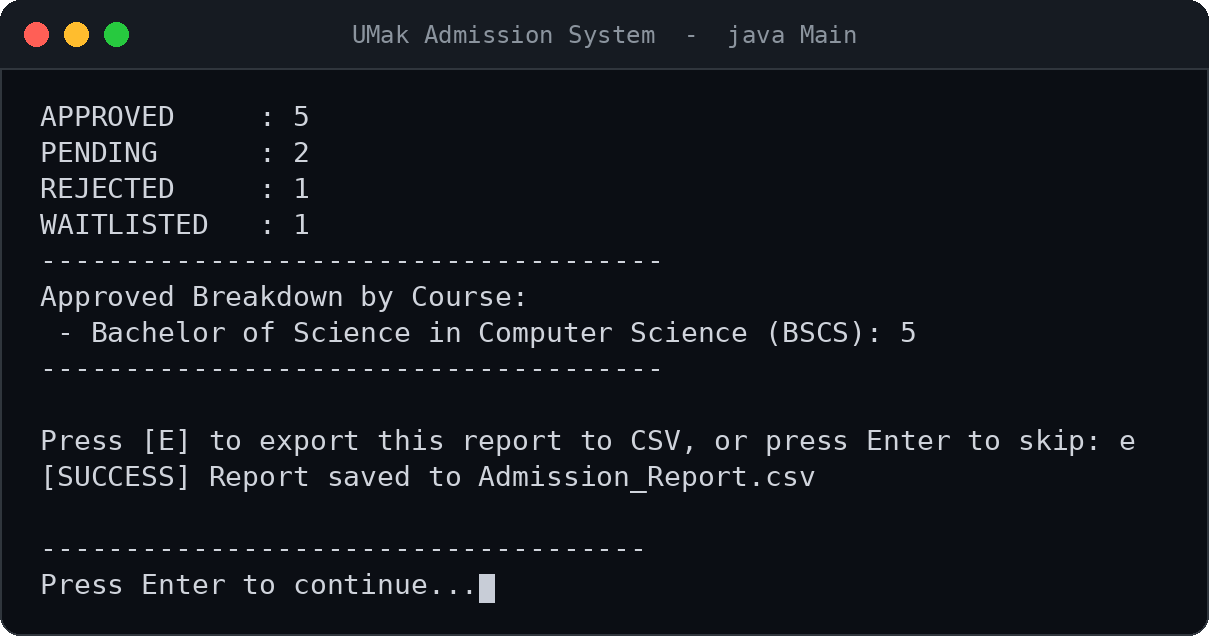 UMak Admission System  -  java Main
APPROVED     : 5
PENDING      : 2
REJECTED     : 1
WAITLISTED   : 1
-------------------------------------
Approved Breakdown by Course:
 - Bachelor of Science in Computer Science (BSCS): 5
-------------------------------------
Press [E] to export this report to CSV, or press Enter to skip: e
[SUCCESS] Report saved to Admission_Report.csv
------------------------------------
Press Enter to continue...